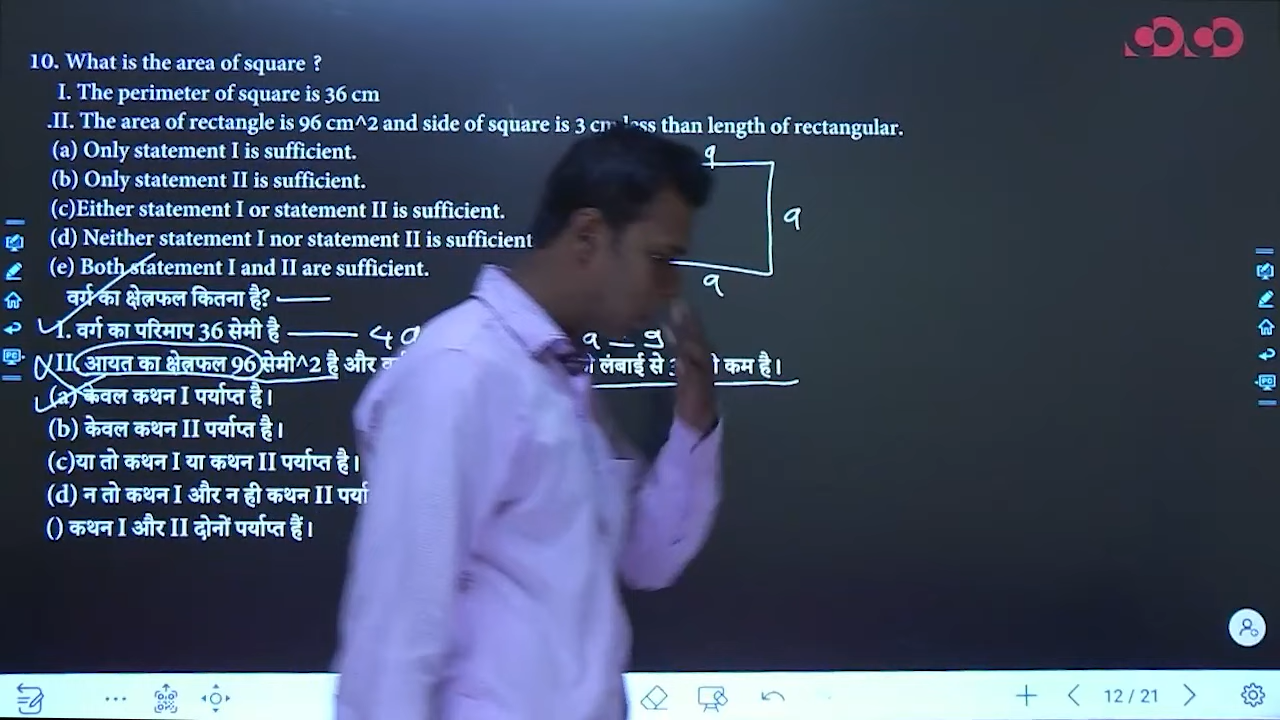 10. What is the area of square ?
I. The perimeter of square is 36 cm
.II. The area of rectangle is 96 cm^2 and side of square is 3 cm less than length of rectangular.
(a) Only statement I is sufficient.
(b) Only statement II is sufficient.
(c)Either statement I or statement II is sufficient.
(d) Neither statement I nor statement II is sufficient
(e) Both statement I and II are sufficient.
वर्ग का क्षेत्रफल कितना है?
I. वर्ग का परिमाप 36 सेमी है
II. आयत का क्षेत्रफल 96 सेमी^2 है और लंबाई से 3 कम है।
(a) केवल कथन I पर्याप्त है।
(b) केवल कथन II पर्याप्त है।
(c)या तो कथन I या कथन II पर्याप्त है।
(d) न तो कथन I और न ही कथन II पर्या
() कथन I और II दोनों पर्याप्त हैं।
a
a
a
12 / 21